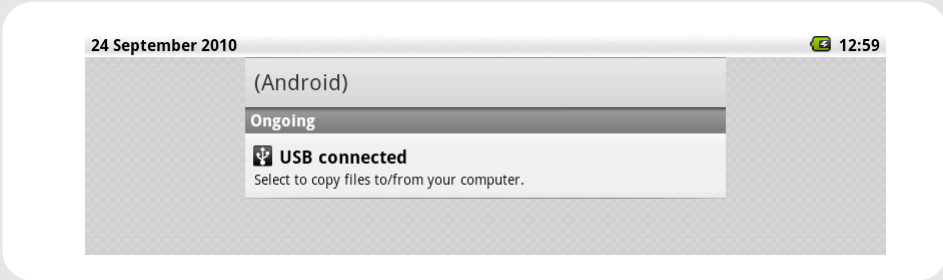 24 September 2010 12:59
(Android)
Ongoing
USB connected
Select to copy files to/from your computer.